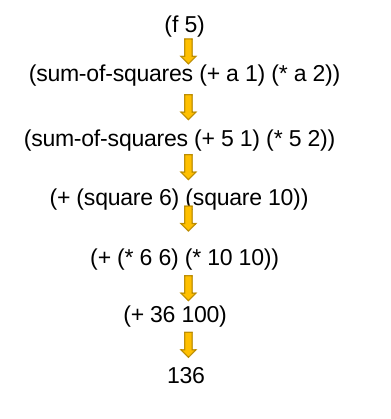 (f 5)
(sum-of-squares (+ a 1) (* a 2))
(sum-of-squares (+ 5 1) (* 5 2))
(+ (square 6) (square 10))
(+ (* 6 6) (* 10 10))
(+ 36 100)
136